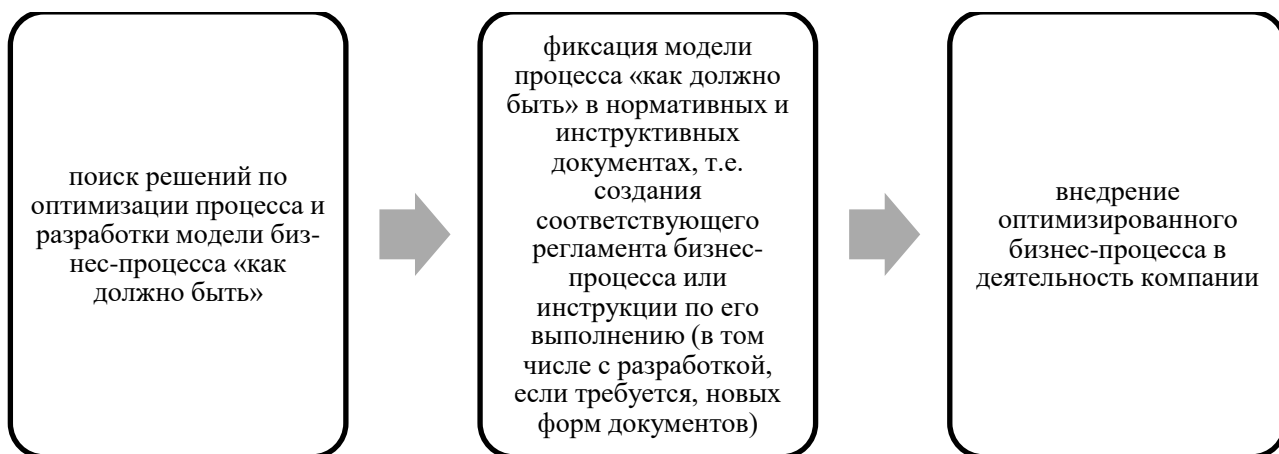 поиск решений по
оптимизации процесса и
разработки модели биз-
нес-процесса «как
должно быть»
фиксация модели
процесса «как должно
быть» в нормативных и
инструктивных
документах, т.е.
создания
соответствующего
регламента бизнес-
процесса или
инструкции по его
выполнению (в том
числе с разработкой,
если требуется, новых
форм документов)
внедрение
оптимизированного
бизнес-процесса в
деятельность компании